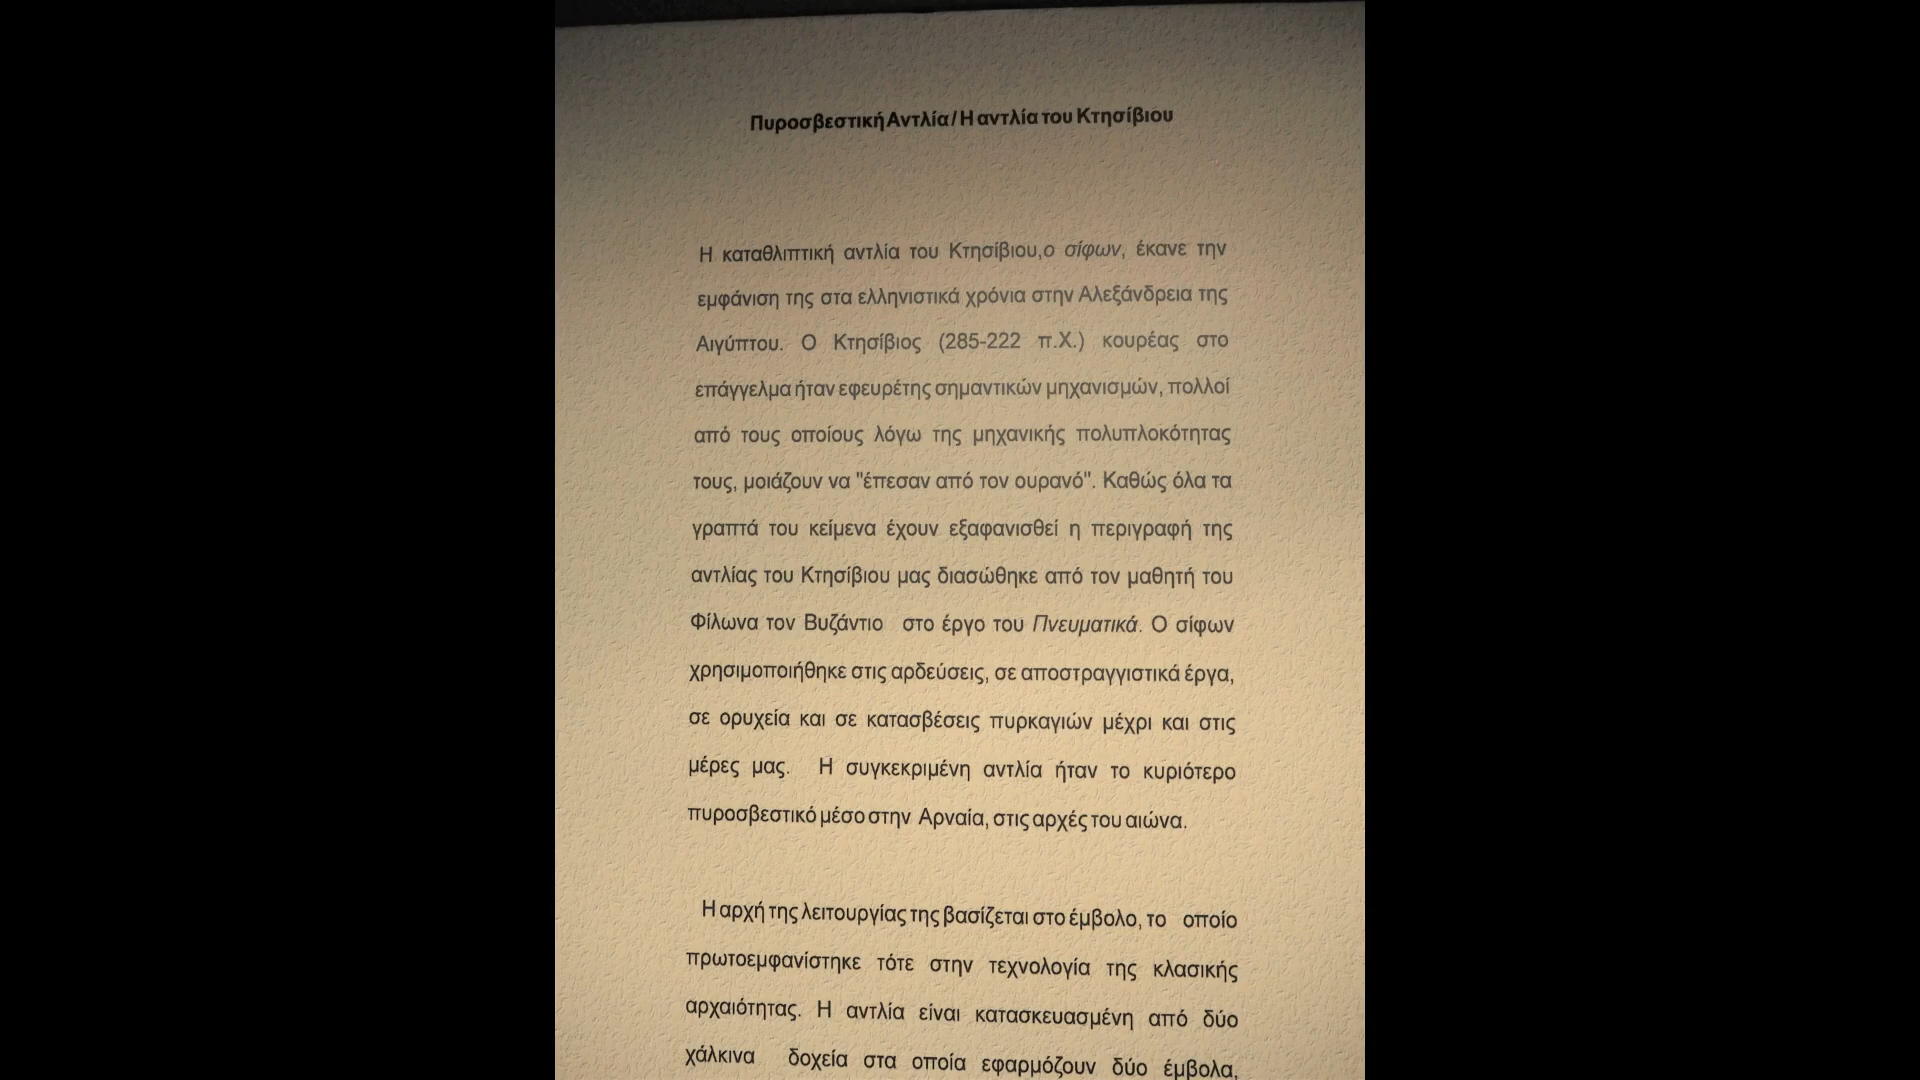 Πυροσβεστική Αντλία / Η αντλία του Κτησίβιου
Η καταθλιπτική αντλία του Κτησίβιου,ο σίφων, έκανε την
εμφάνιση της στα ελληνιστικά χρόνια στην Αλεξάνδρεια της
Αιγύπτου. Ο Κτησίβιος (285-222 π.Χ.) κουρέας στο
επάγγελμα ήταν εφευρέτης σημαντικών μηχανισμών, πολλοί
από τους οποίους λόγω της μηχανικής πολυπλοκότητας
τους, μοιάζουν να "έπεσαν από τον ουρανό". Καθώς όλα τα
γραπτά του κείμενα έχουν εξαφανισθεί η περιγραφή της
αντλίας του Κτησίβιου μας διασώθηκε από τον μαθητή του
Φίλωνα τον Βυζάντιο στο έργο του Πνευματικά. Ο σίφων
χρησιμοποιήθηκε στις αρδεύσεις, σε αποστραγγιστικά έργα,
σε ορυχεία και σε κατασβέσεις πυρκαγιών μέχρι και στις
μέρες μας. Η συγκεκριμένη αντλία ήταν το κυριότερο
πυροσβεστικό μέσο στην Αρναία, στις αρχές του αιώνα.
Η αρχή της λειτουργίας της βασίζεται στο έμβολο, το οποίο
πρωτοεμφανίστηκε τότε στην τεχνολογία της κλασικής
αρχαιότητας. Η αντλία είναι κατασκευασμένη από δύο
χάλκινα δοχεία στα οποία εφαρμόζουν δύο έμβολα,